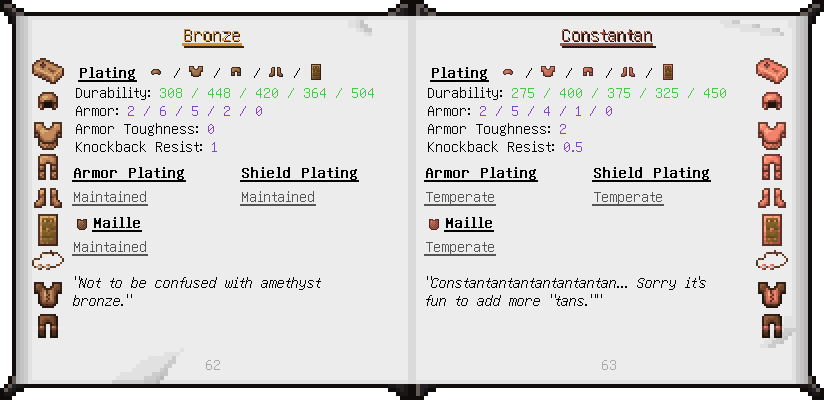 Bronze
Plating / / / /
Durability: 308 / 448 / 420 / 364 / 504
Armor: 2 / 6 / 5 / 2 / 0
Armor Toughness: 0
Knockback Resist: 1
Armor Plating Shield Plating
Maintained Maintained
Maille
Maintained
"Not to be confused with amethyst
bronze."
62
Constantan
Plating / / / /
Durability: 275 / 400 / 375 / 325 / 450
Armor: 2 / 5 / 4 / 1 / 0
Armor Toughness: 2
Knockback Resist: 0.5
Armor Plating Shield Plating
Temperate Temperate
Maille
Temperate
"Constantantantantantantan... Sorry it's
fun to add more "tans.""
63